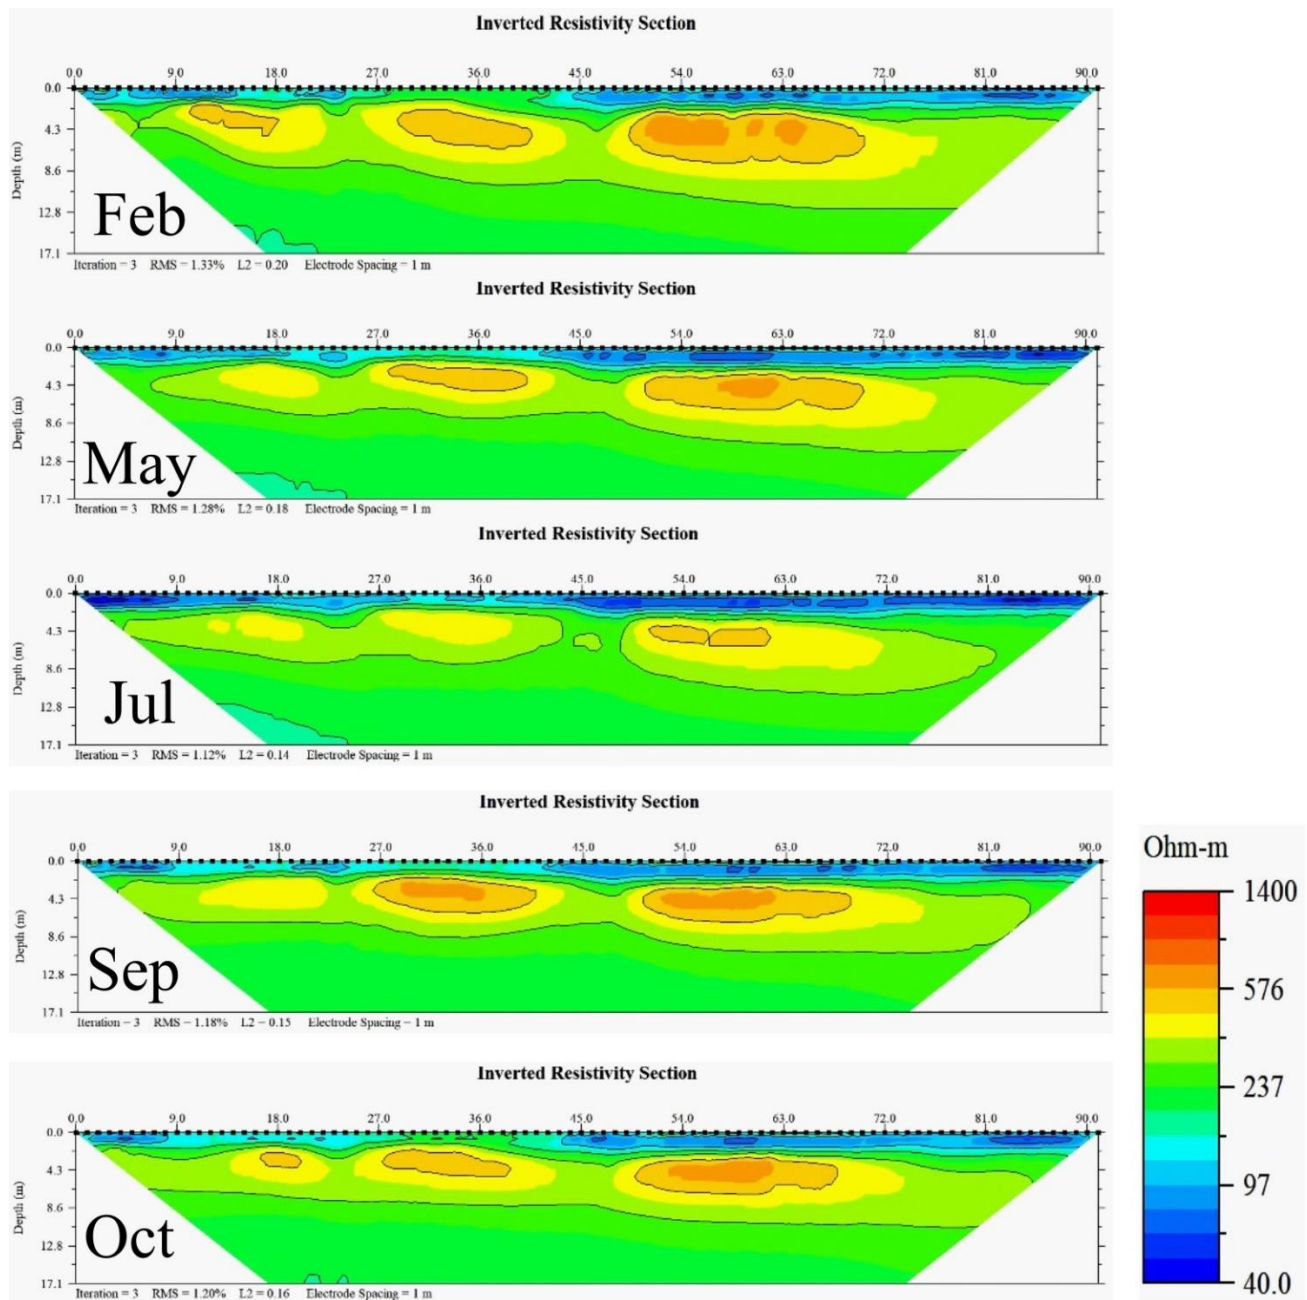 Inverted Resistivity Section
0.0 9.0 18.0 27.0 36.0 45.0 54.0 63.0 72.0 81.0 90.0
0.0
4.3
8.6
12.8
17.1
Depth (m)
Feb
Iteration = 3 RMS = 1.33% L2 = 0.20 Electrode Spacing = 1 m
Inverted Resistivity Section
0.0 9.0 18.0 27.0 36.0 45.0 54.0 63.0 72.0 81.0 90.0
0.0
4.3
8.6
12.8
17.1
Depth (m)
May
Iteration = 3 RMS = 1.28% L2 = 0.18 Electrode Spacing = 1 m
Inverted Resistivity Section
0.0 9.0 18.0 27.0 36.0 45.0 54.0 63.0 72.0 81.0 90.0
0.0
4.3
8.6
12.8
17.1
Depth (m)
Jul
Iteration = 3 RMS = 1.12% L2 = 0.14 Electrode Spacing = 1 m
Inverted Resistivity Section
0.0 9.0 18.0 27.0 36.0 45.0 54.0 63.0 72.0 81.0 90.0
0.0
4.3
8.6
12.8
17.1
Depth (m)
Sep
Iteration = 3 RMS = 1.18% L2 = 0.15 Electrode Spacing = 1 m
Inverted Resistivity Section
0.0 9.0 18.0 27.0 36.0 45.0 54.0 63.0 72.0 81.0 90.0
0.0
4.3
8.6
12.8
17.1
Depth (m)
Oct
Iteration = 3 RMS = 1.20% L2 = 0.16 Electrode Spacing = 1 m
Ohm-m
1400
576
237
97
40.0